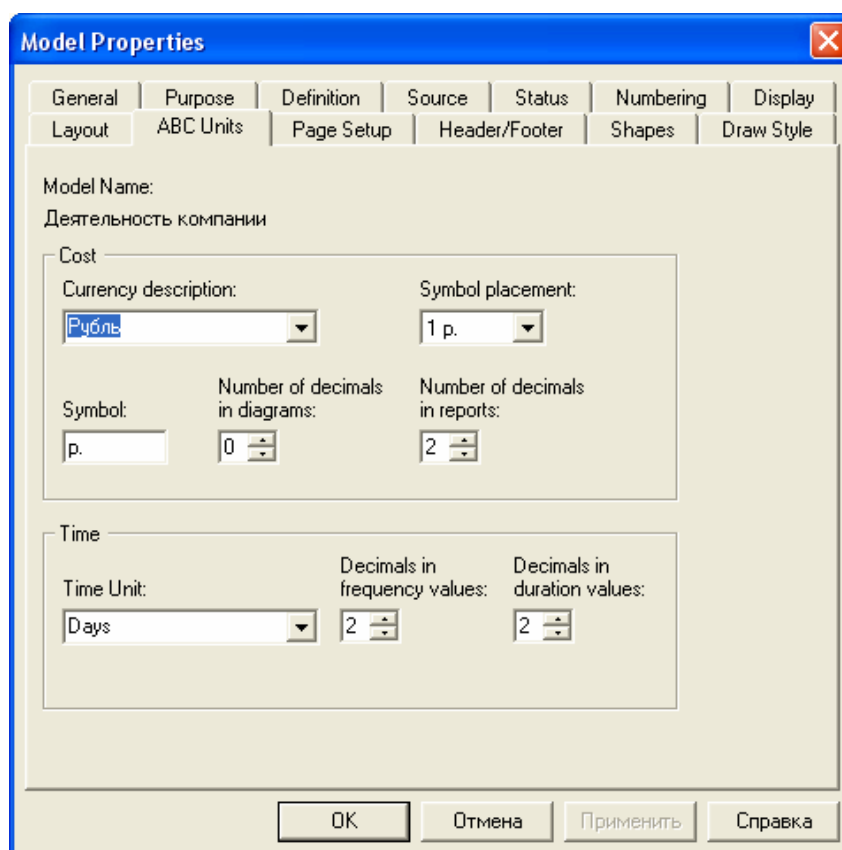 Model Properties
General Purpose Definition Source Status Numbering Display
Layout ABC Units Page Setup Header/Footer Shapes Draw Style
Model Name:
Деятельность компании
Cost
Currency description: Symbol placement:
Рубль 1 р.
Number of decimals Number of decimals
Symbol: in diagrams: in reports:
р. 0 2
Time
Decimals in Decimals in
Time Unit: frequency values: duration values:
Days 2 2
OK Отмена Применить Справка